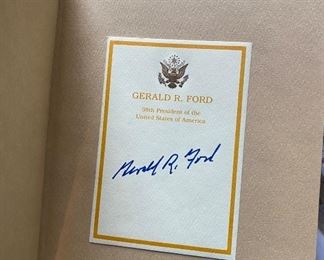 GERALD R. FORD
38th President of the
United States of America
Gerald R. Ford